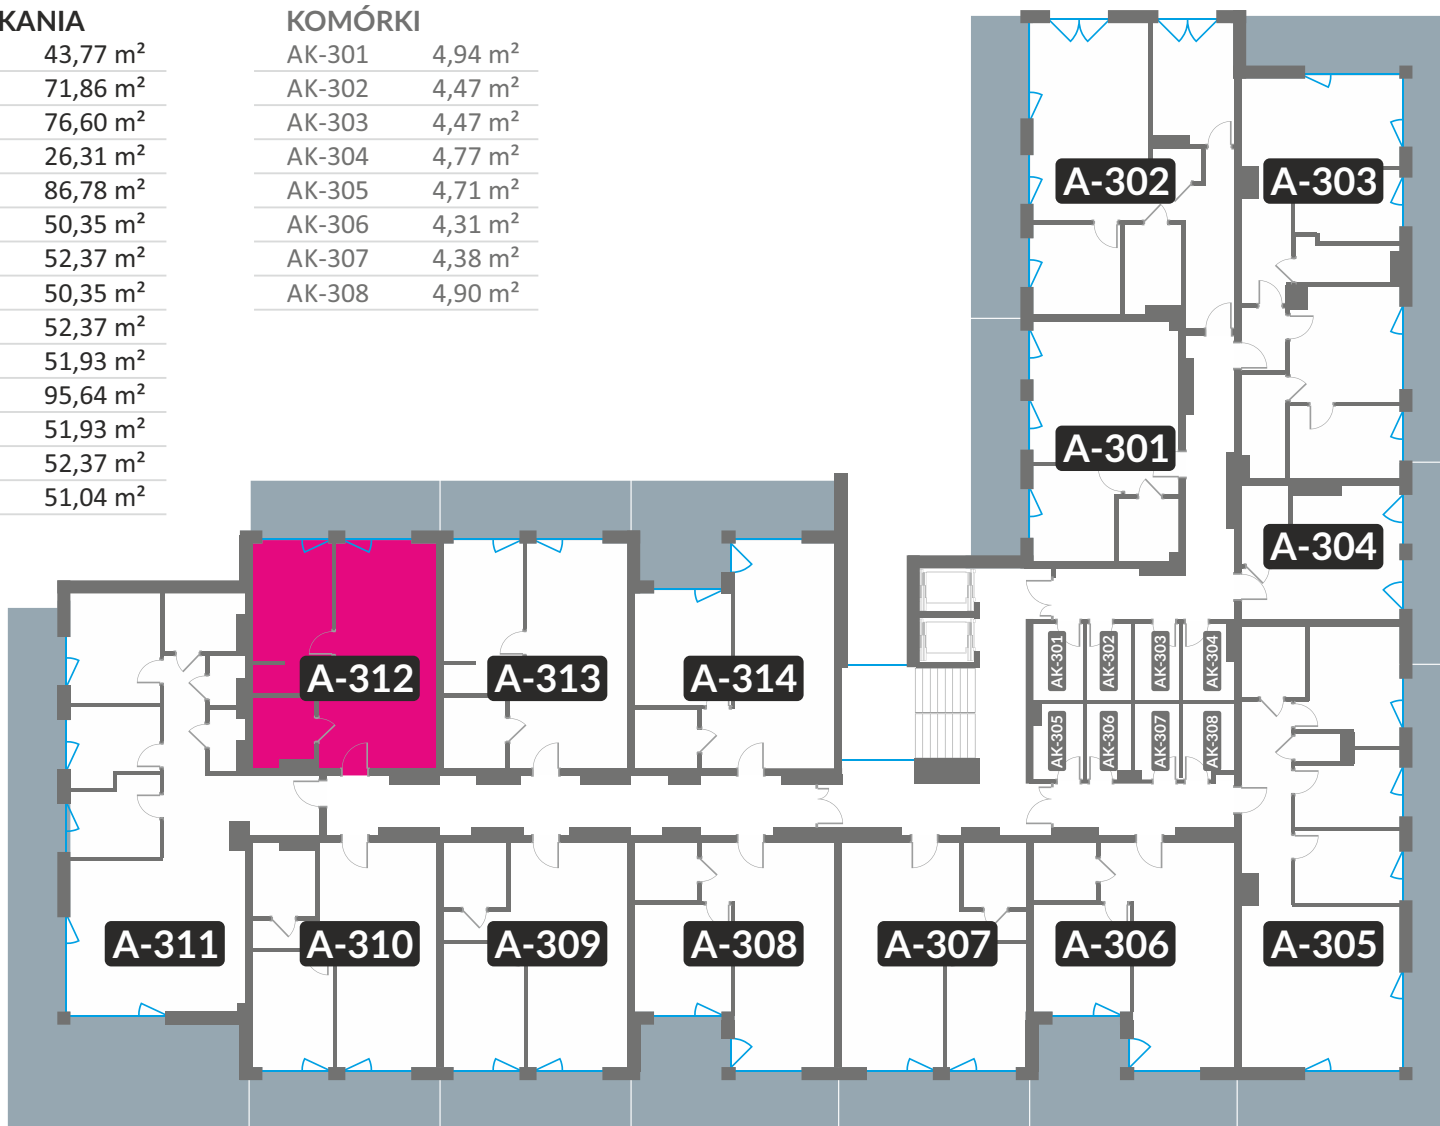 KANIA
43,77 m²
71,86 m²
76,60 m²
26,31 m²
86,78 m²
50,35 m²
52,37 m²
50,35 m²
52,37 m²
51,93 m²
95,64 m²
51,93 m²
52,37 m²
51,04 m²
KOMÓRKI
AK-301 4,94 m²
AK-302 4,47 m²
AK-303 4,47 m²
AK-304 4,77 m²
AK-305 4,71 m²
AK-306 4,31 m²
AK-307 4,38 m²
AK-308 4,90 m²
A-302
A-303
A-301
A-304
AK-301
AK-302
AK-303
AK-304
A-312
A-313
A-314
AK-305
AK-306
AK-307
AK-308
A-311
A-310
A-309
A-308
A-307
A-306
A-305